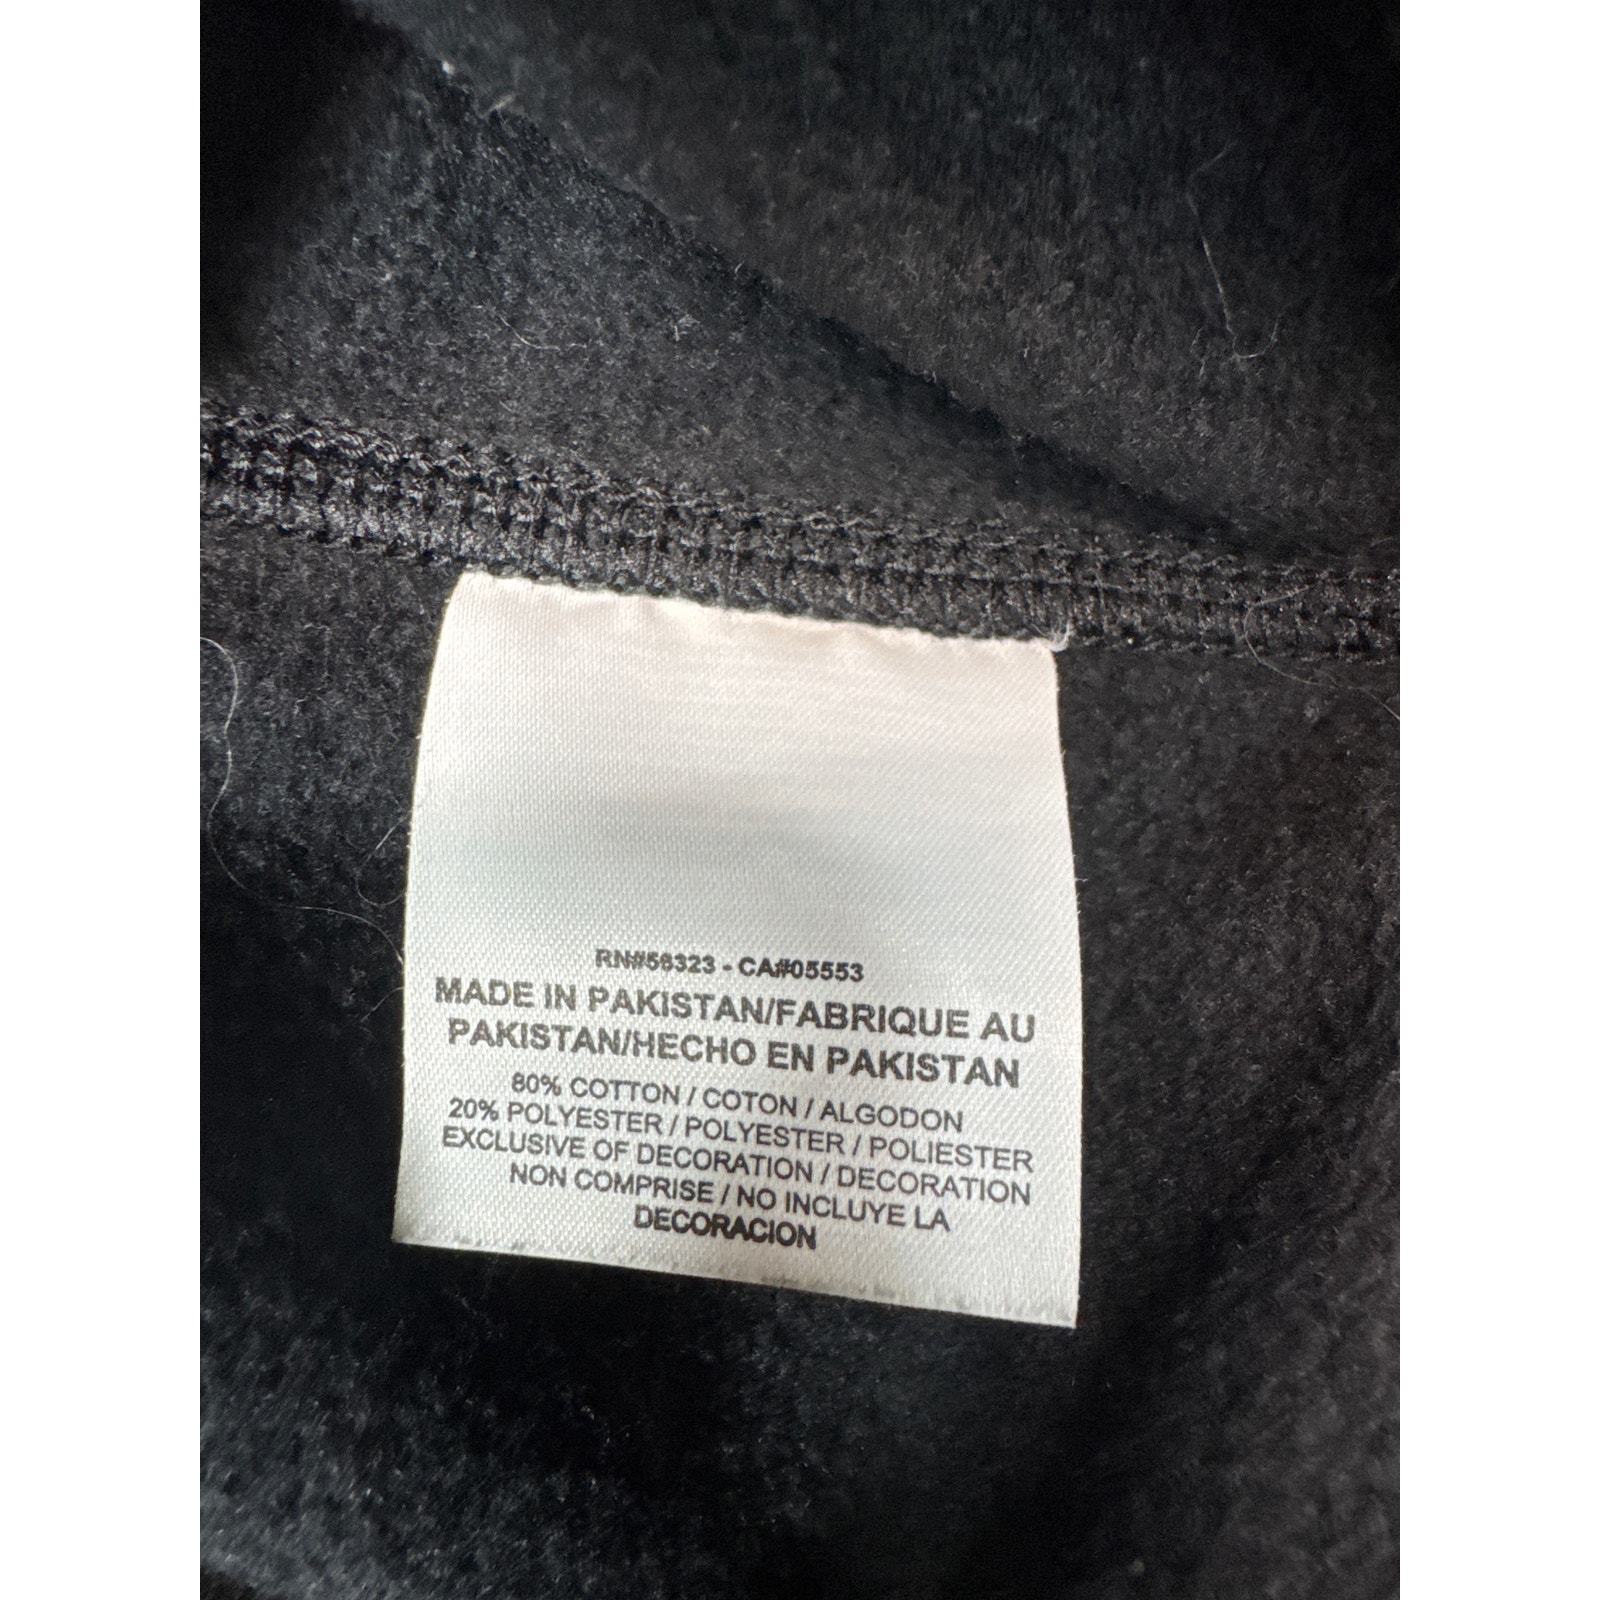 RN#56323 - CA#05553
MADE IN PAKISTAN/FABRIQUE AU
PAKISTAN/HECHO EN PAKISTAN
80% COTTON / COTON / ALGODON
20% POLYESTER / POLYESTER / POLIESTER
EXCLUSIVE OF DECORATION / DECORATION
NON COMPRISE / NO INCLUYE LA
DECORACION